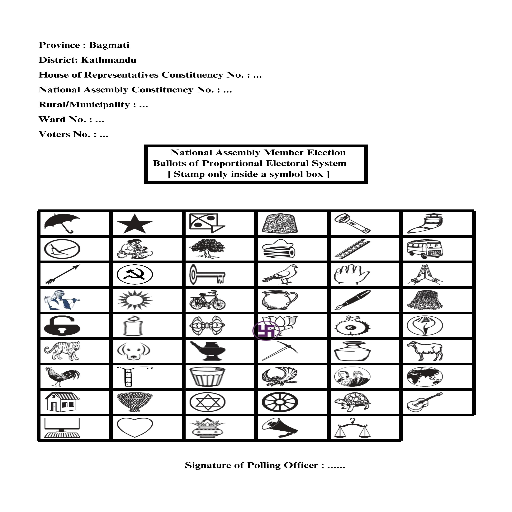 Province : Bagmati
District: Kathmandu
House of Representatives Constituency No. : ...
National Assembly Constituency No. : ...
Rural/Municipality : ...
Ward No. : ...
Voters No. : ...
National Assembly Member Election
Ballots of Proportional Electoral System
[ Stamp only inside a symbol box ]
Signature of Polling Officer : ......